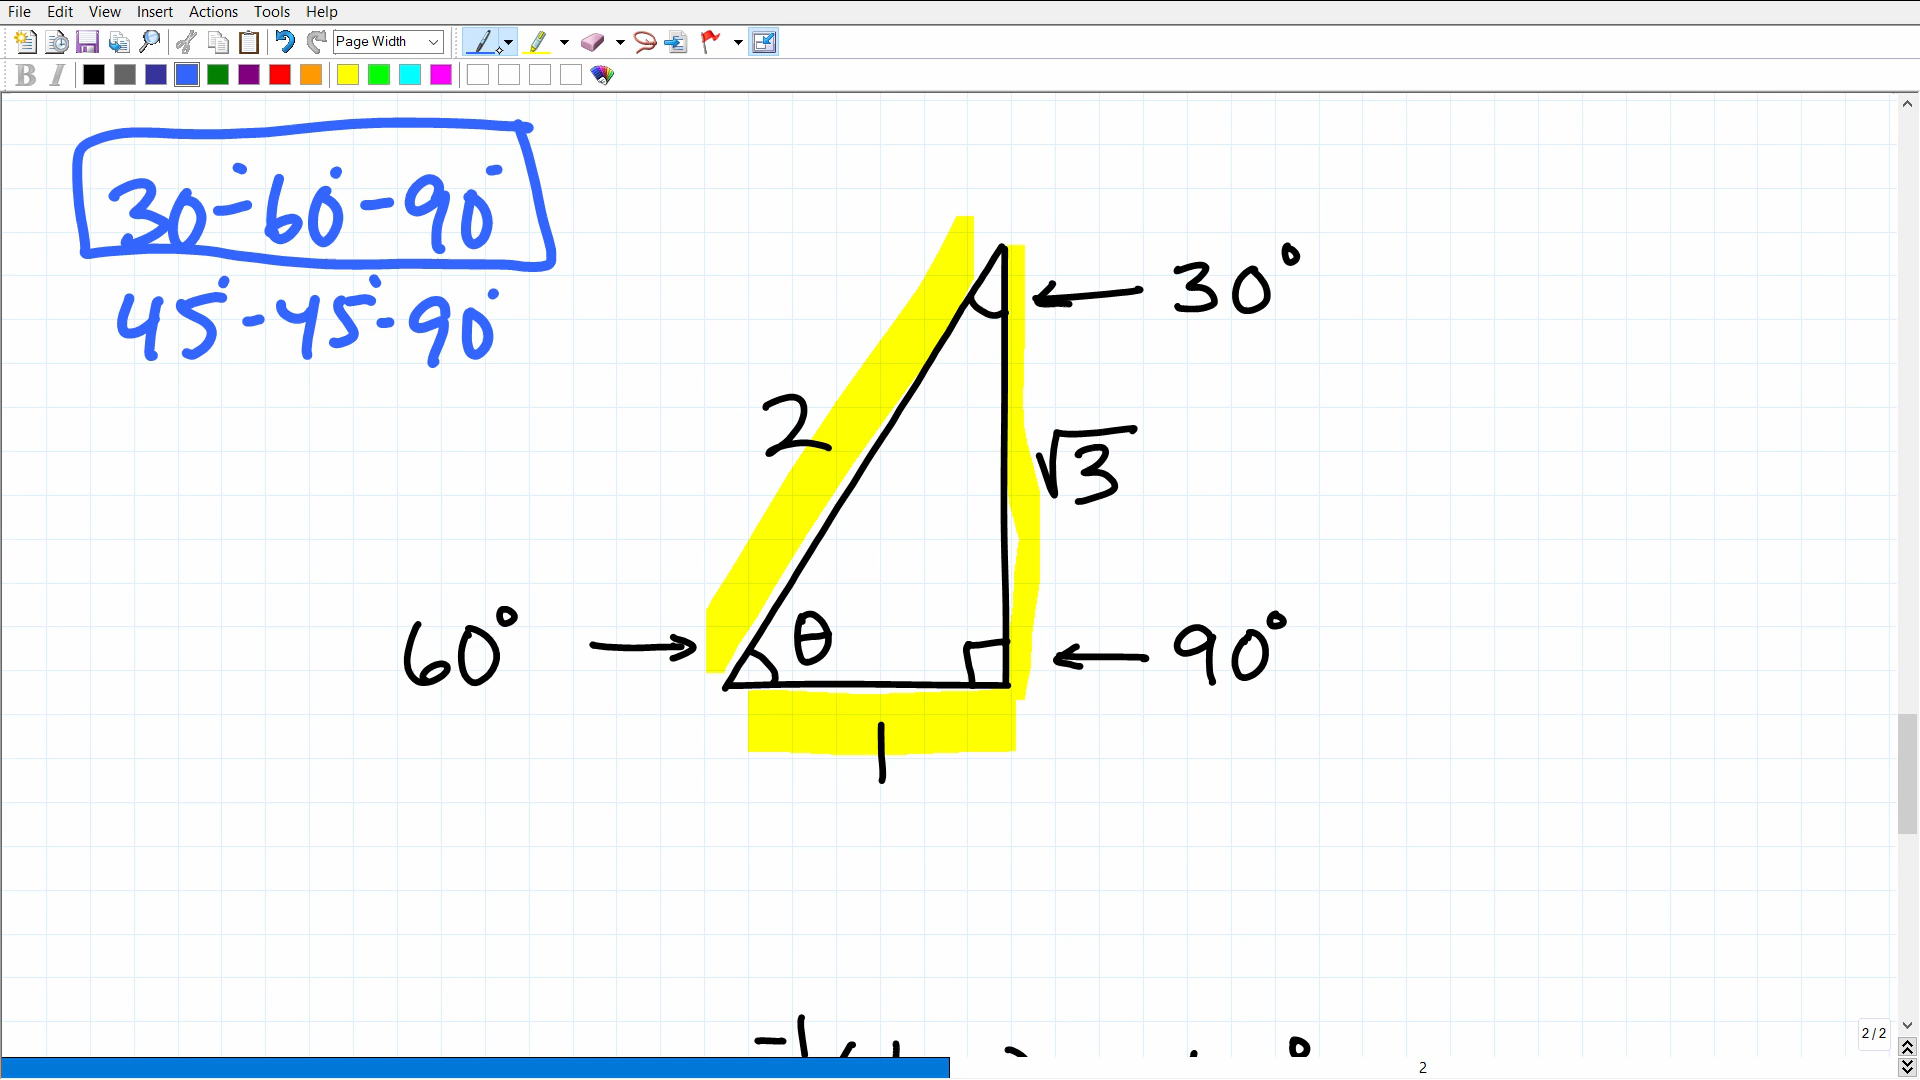 File Edit View Insert Actions Tools Help
Page Width
B I
30°-60°-90°
45°-45°-90°
30°
2
√3
60°
θ
90°
1
2 / 2
2